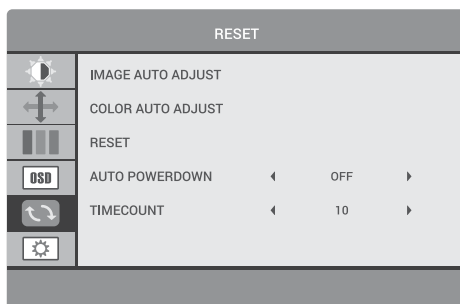 RESET
IMAGE AUTO ADJUST
COLOR AUTO ADJUST
RESET
OSD
AUTO POWERDOWN OFF
TIMECOUNT 10